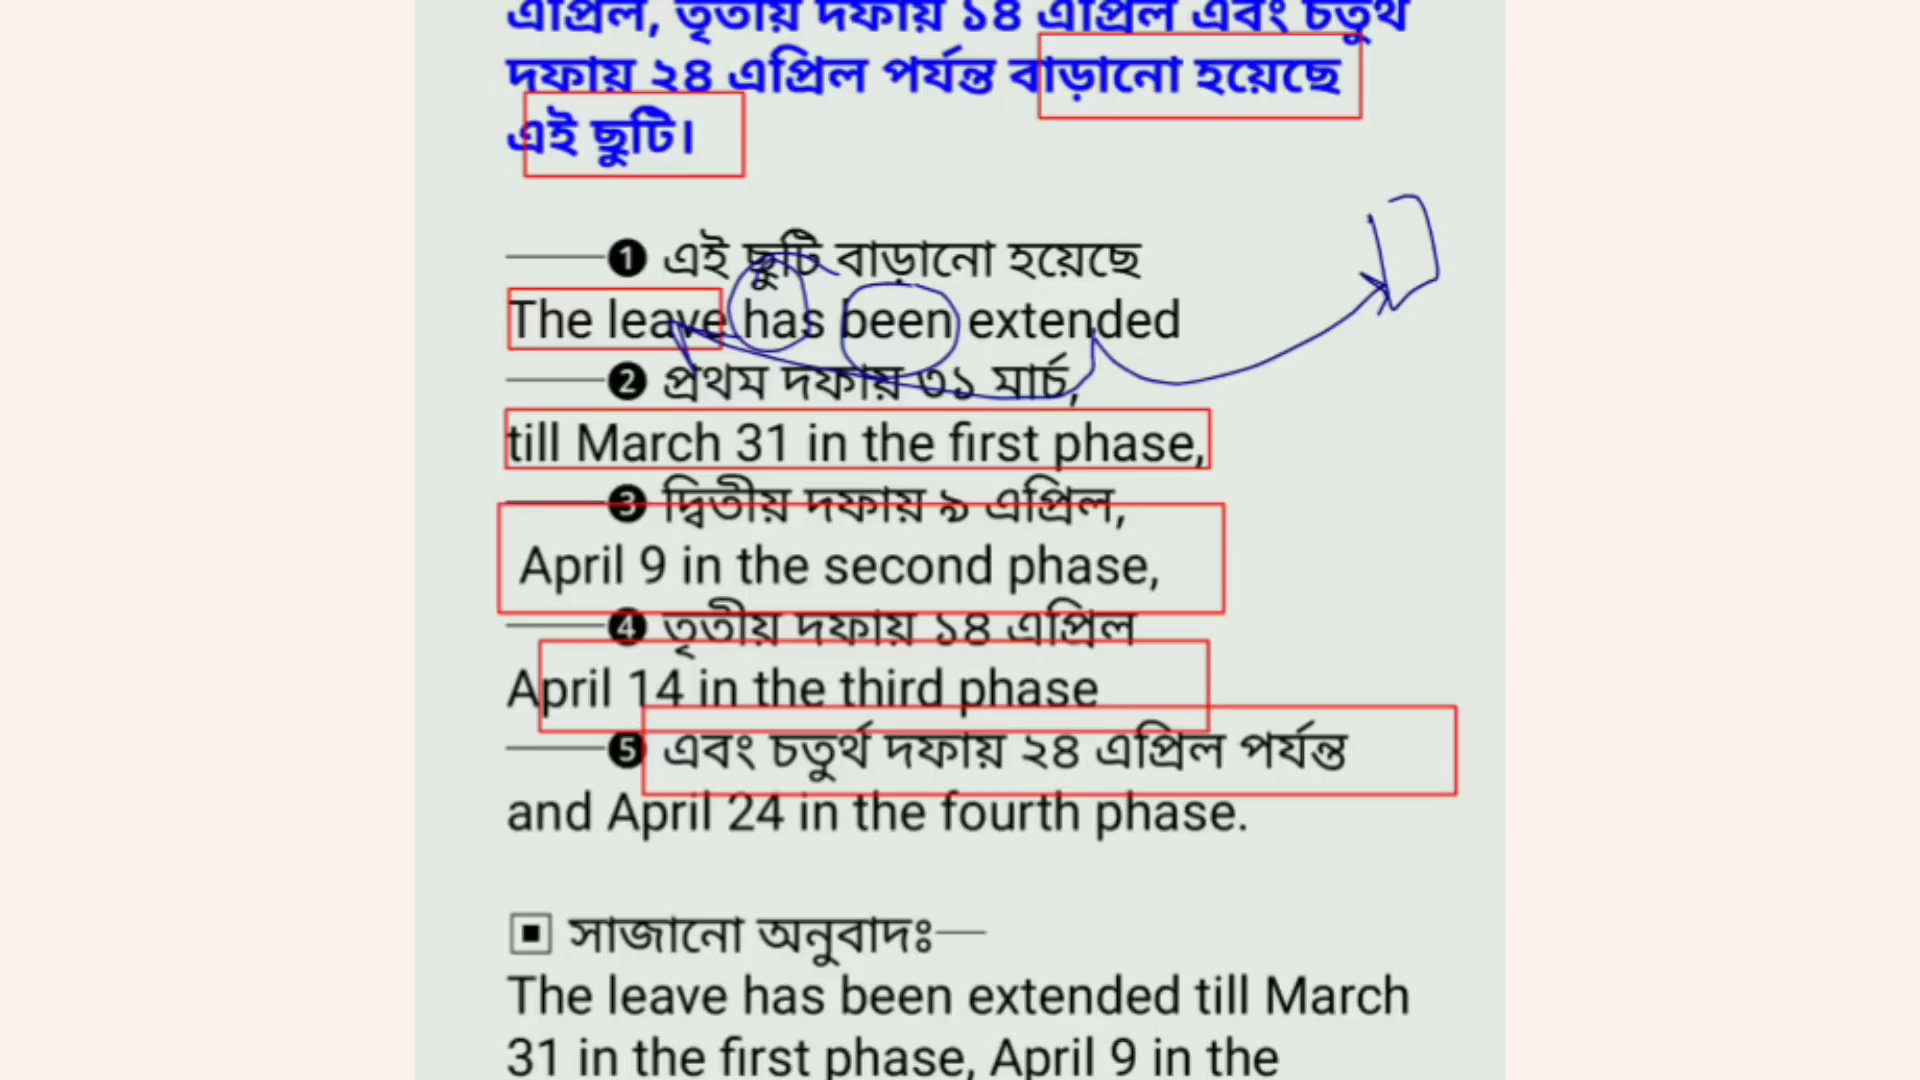 এপ্রিল, তৃতীয় দফায় ১৪ এপ্রিল এবং চতুর্থ
দফায় ২৪ এপ্রিল পর্যন্ত বাড়ানো হয়েছে
এই ছুটি।
❶ এই ছুটি বাড়ানো হয়েছে
The leave has been extended
❷ প্রথম দফায় ৩১ মার্চ,
till March 31 in the first phase,
❸ দ্বিতীয় দফায় ৯ এপ্রিল,
April 9 in the second phase,
❹ তৃতীয় দফায় ১৪ এপ্রিল
April 14 in the third phase
❺ এবং চতুর্থ দফায় ২৪ এপ্রিল পর্যন্ত
and April 24 in the fourth phase.
▣ সাজানো অনুবাদঃ—
The leave has been extended till March
31 in the first phase, April 9 in the